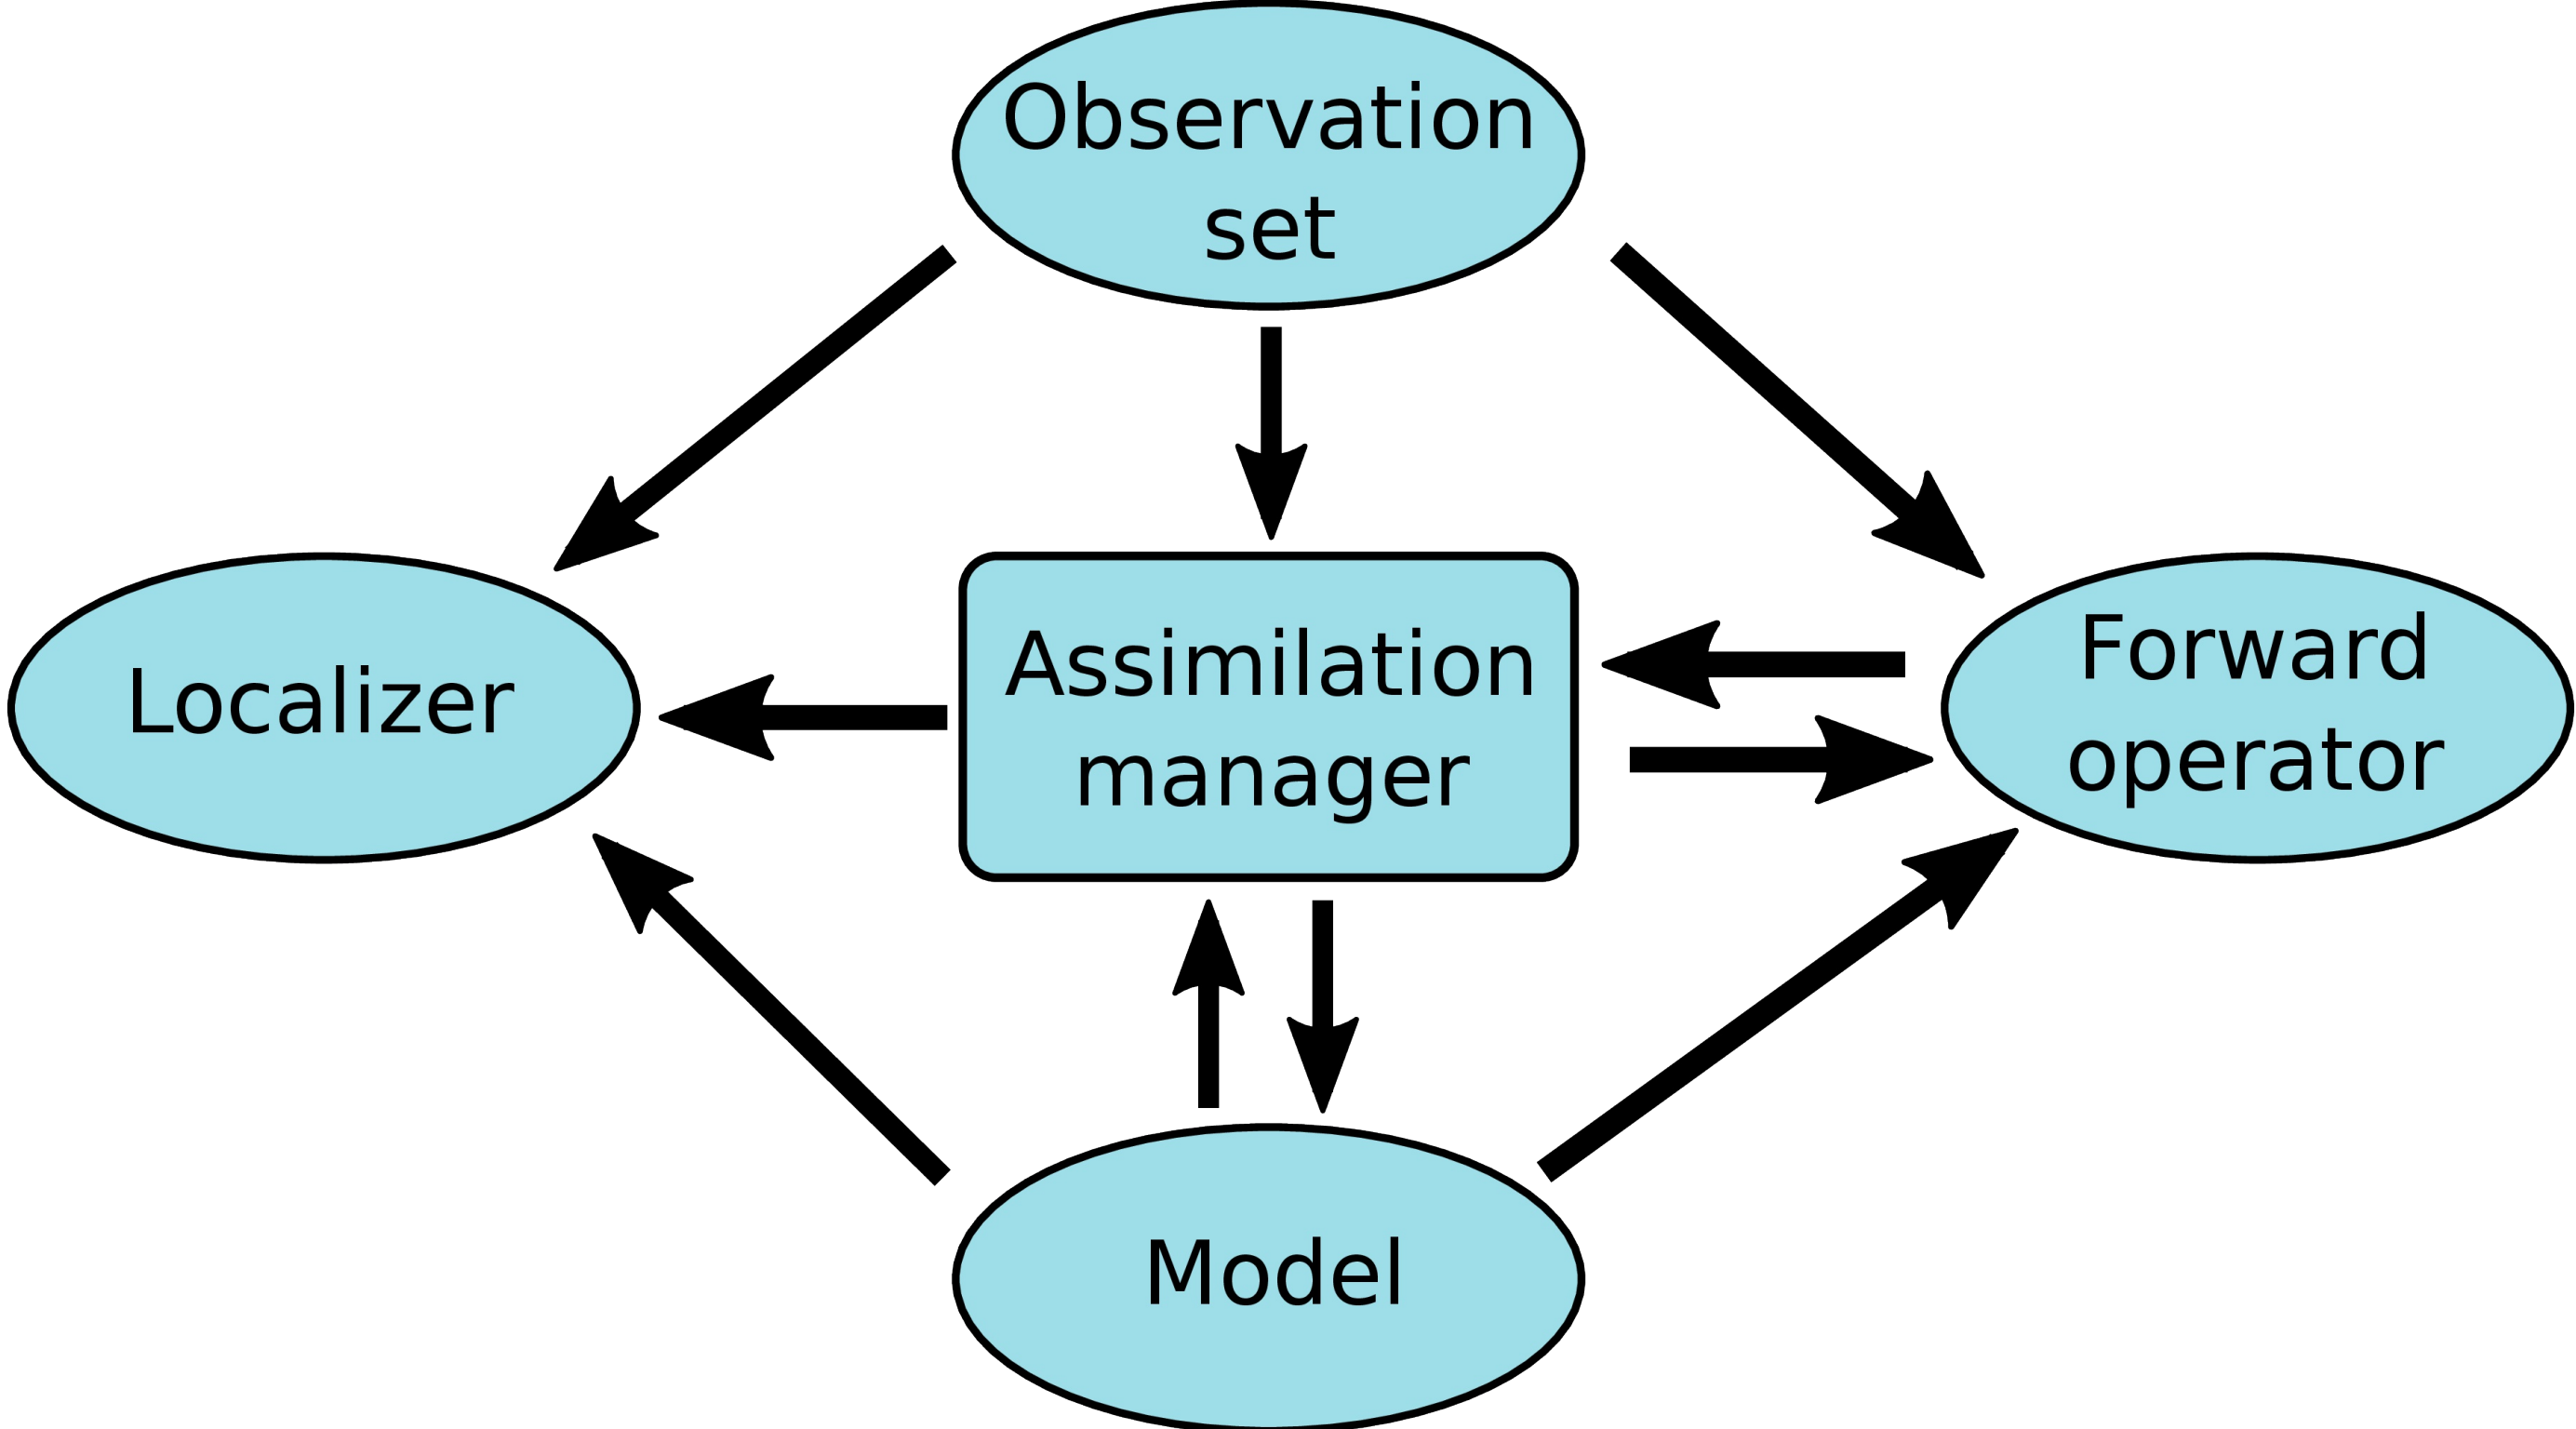 Observation
set
Localizer
Assimilation
manager
Forward
operator
Model